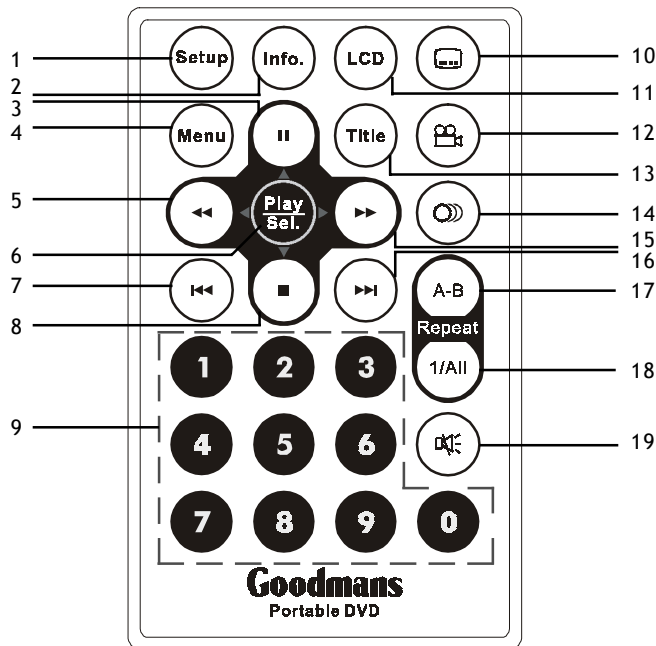 1 Setup Info. LCD 10
2 11
3
4 Menu Title 12
13
5 Play 14
Sel. 15
6 16
7 A-B 17
8 Repeat
1/All 18
1 2 3
9 4 5 6 19
7 8 9 0
Goodmans
Portable DVD